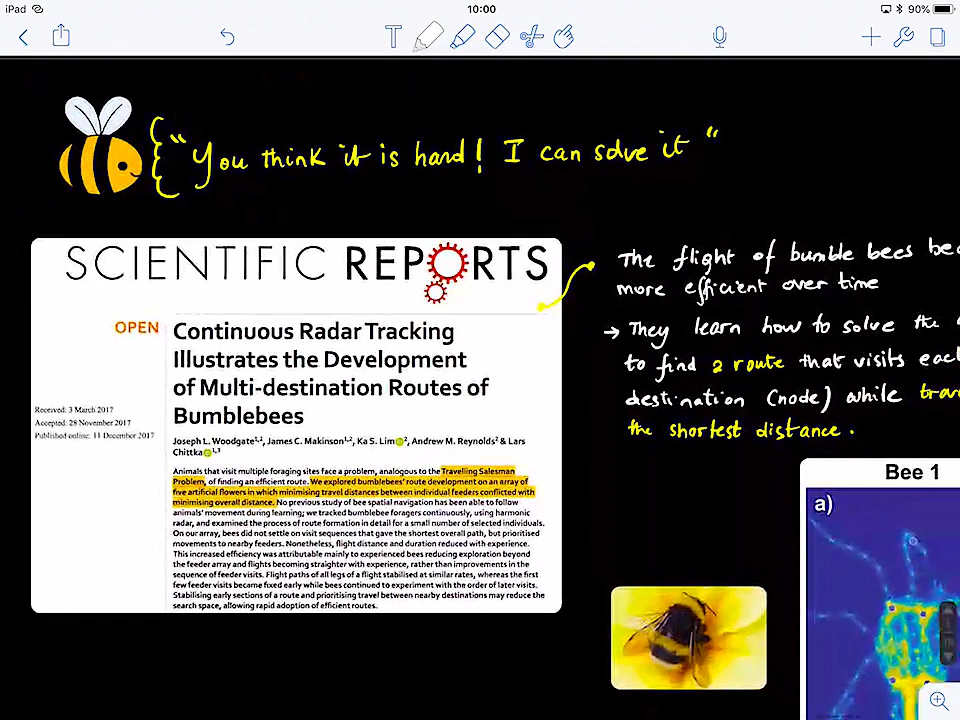 iPad
10:00
90%
"You think it is hard! I can solve it"
SCIENTIFIC REPORTS
The flight of bumble bees bec
more efficient over time
OPEN
Continuous Radar Tracking
Illustrates the Development
of Multi-destination Routes of
Bumblebees
→ They learn how to solve the
to find a route that visits each
destination (node) while trav
the shortest distance.
Received: 3 March 2017
Accepted: 28 November 2017
Published online: 11 December 2017
Joseph L. Woodgate1,2, James C. Makinson1,2, Ka S. Lim2, Andrew M. Reynolds2 & Lars
Chittka1,3
Animals that visit multiple foraging sites face a problem, analogous to the Travelling Salesman
Problem, of finding an efficient route. We explored bumblebees' route development on an array of
five artificial flowers in which minimising travel distances between individual feeders conflicted with
minimising overall distance. No previous study of bee spatial navigation has been able to follow
animals' movement during learning; we tracked bumblebee foragers continuously, using harmonic
radar, and examined the process of route formation in detail for a small number of selected individuals.
On our array, bees did not settle on visit sequences that gave the shortest overall path, but prioritised
movements to nearby feeders. Nonetheless, flight distance and duration reduced with experience.
This increased efficiency was attributable mainly to experienced bees reducing exploration beyond
the feeder array and flights becoming straighter with experience, rather than improvements in the
sequence of feeder visits. Flight paths of all legs of a flight stabilised at similar rates, whereas the first
few feeder visits became fixed early while bees continued to experiment with the order of later visits.
Stabilising early sections of a route and prioritising travel between nearby destinations may reduce the
search space, allowing rapid adoption of efficient routes.
Bee 1
a)